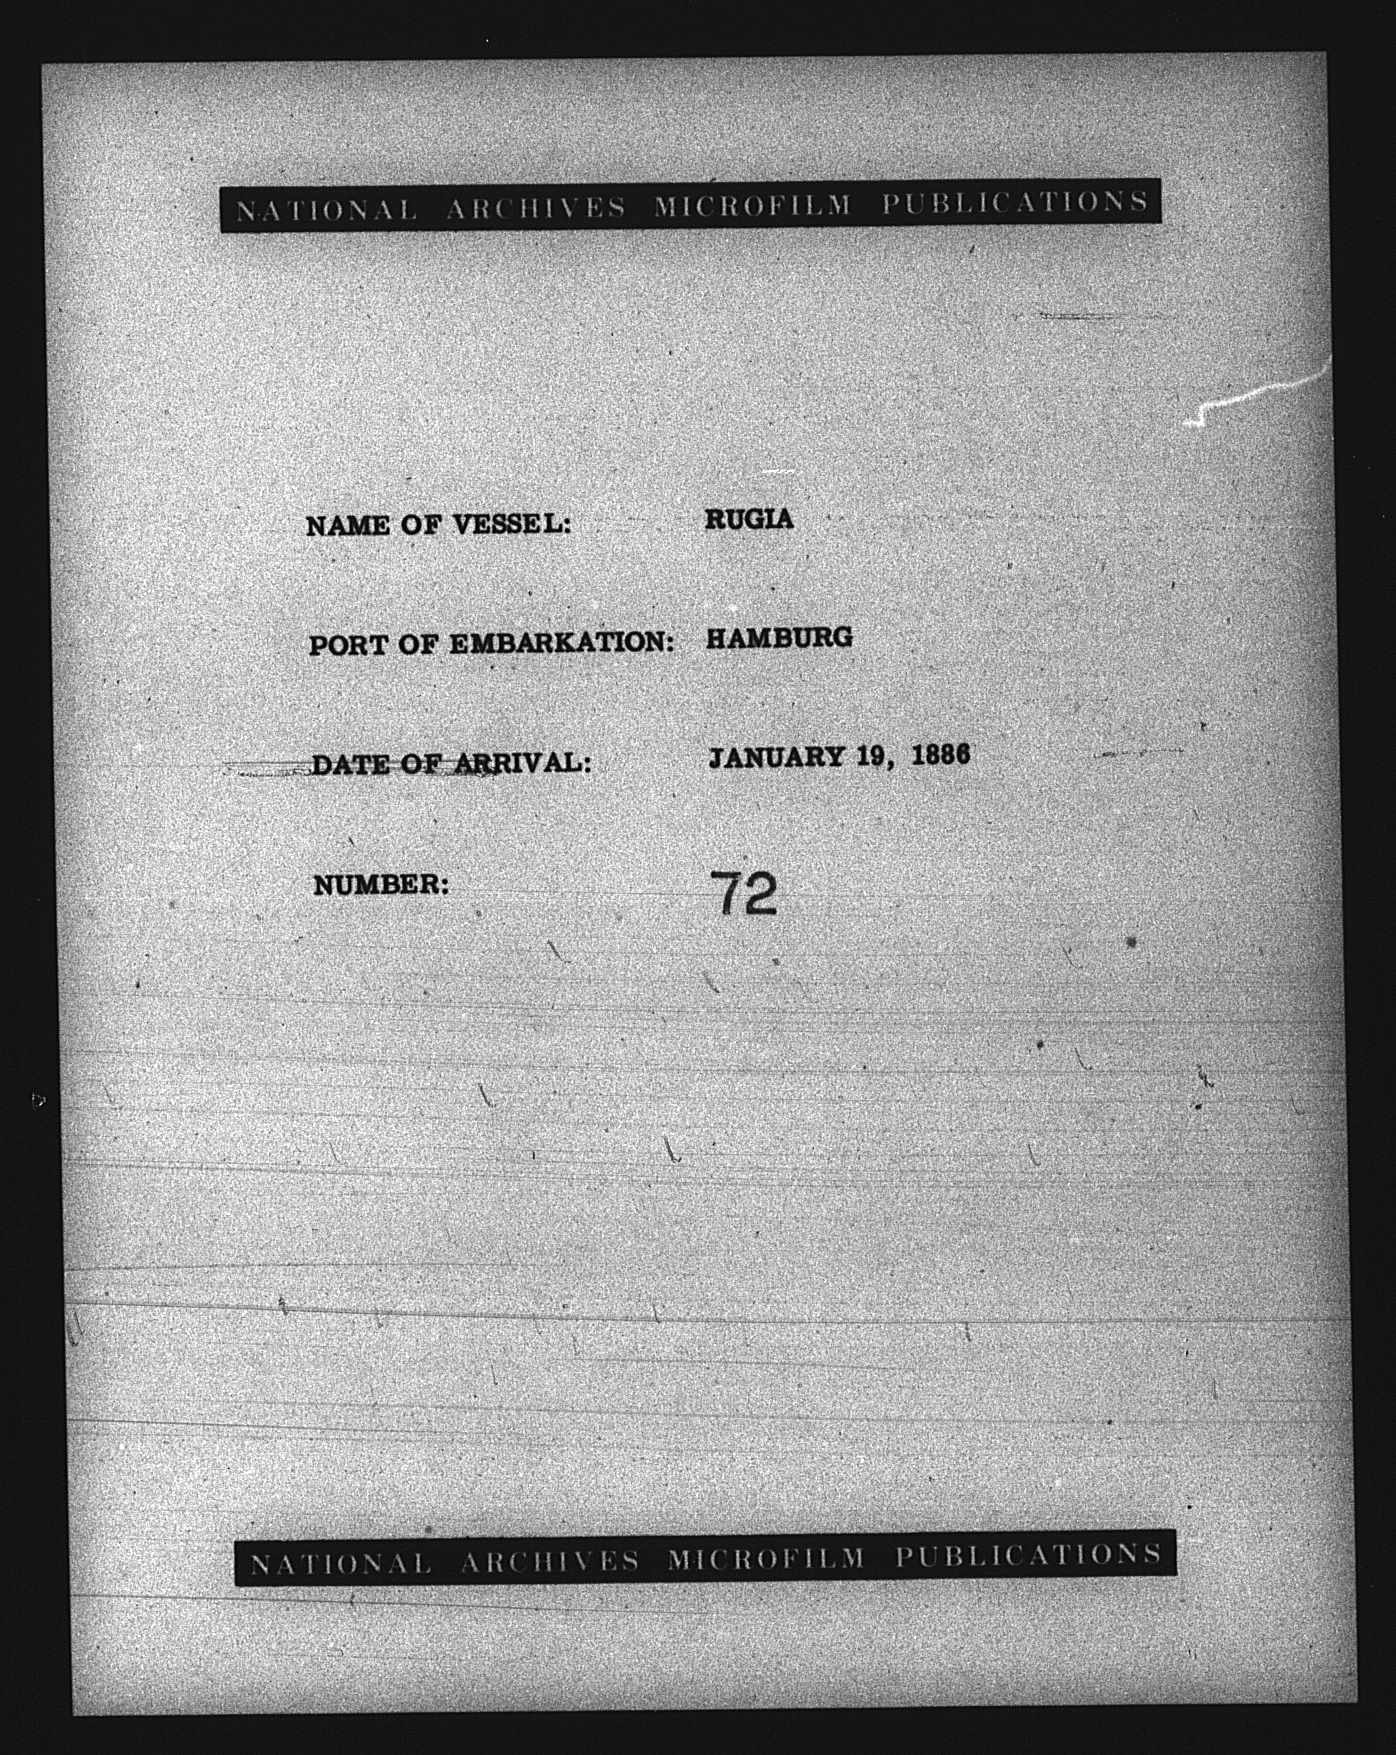 NATIONAL ARCHIVES MICROFILM PUBLICATIONS
NAME OF VESSEL: RUGIA
PORT OF EMBARKATION: HAMBURG
DATE OF ARRIVAL: JANUARY 19, 1886
NUMBER: 72
NATIONAL ARCHIVES MICROFILM PUBLICATIONS